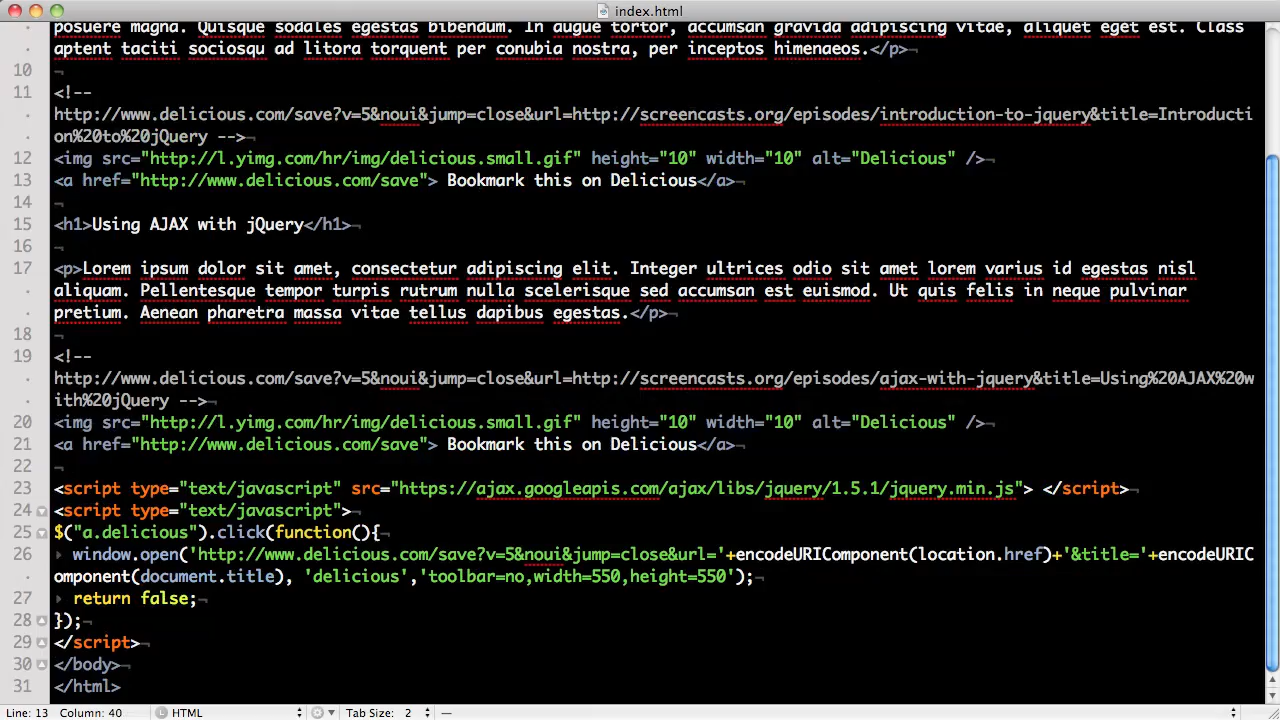 index.html
posuere magna. Quisque sodales egestas bibendum. In augue tortor, accumsan gravida adipiscing vitae, aliquet eget est. Class
aptent taciti sociosqu ad litora torquent per conubia nostra, per inceptos himenaeos.</p>¬
10 ¬
11 <!--
http://www.delicious.com/save?v=5&noui&jump=close&url=http://screencasts.org/episodes/introduction-to-jquery&title=Introducti
on%20to%20jQuery -->¬
12 <img src="http://l.yimg.com/hr/img/delicious.small.gif" height="10" width="10" alt="Delicious" />¬
13 <a href="http://www.delicious.com/save"> Bookmark this on Delicious</a>¬
14 ¬
15 <h1>Using AJAX with jQuery</h1>¬
16 ¬
17 <p>Lorem ipsum dolor sit amet, consectetur adipiscing elit. Integer ultrices odio sit amet lorem varius id egestas nisl
aliquam. Pellentesque tempor turpis rutrum nulla scelerisque sed accumsan est euismod. Ut quis felis in neque pulvinar
pretium. Aenean pharetra massa vitae tellus dapibus egestas.</p>¬
18 ¬
19 <!--
http://www.delicious.com/save?v=5&noui&jump=close&url=http://screencasts.org/episodes/ajax-with-jquery&title=Using%20AJAX%20w
ith%20jQuery -->¬
20 <img src="http://l.yimg.com/hr/img/delicious.small.gif" height="10" width="10" alt="Delicious" />¬
21 <a href="http://www.delicious.com/save"> Bookmark this on Delicious</a>¬
22 ¬
23 <script type="text/javascript" src="https://ajax.googleapis.com/ajax/libs/jquery/1.5.1/jquery.min.js"> </script>¬
24 <script type="text/javascript">¬
25 $("a.delicious").click(function(){¬
26 window.open('http://www.delicious.com/save?v=5&noui&jump=close&url='+encodeURIComponent(location.href)+'&title='+encodeURIC
omponent(document.title), 'delicious','toolbar=no,width=550,height=550');¬
27 return false;¬
28 });¬
29 </script>¬
30 </body>¬
31 </html>
Line: 13 Column: 40 L HTML Tab Size: 2 —